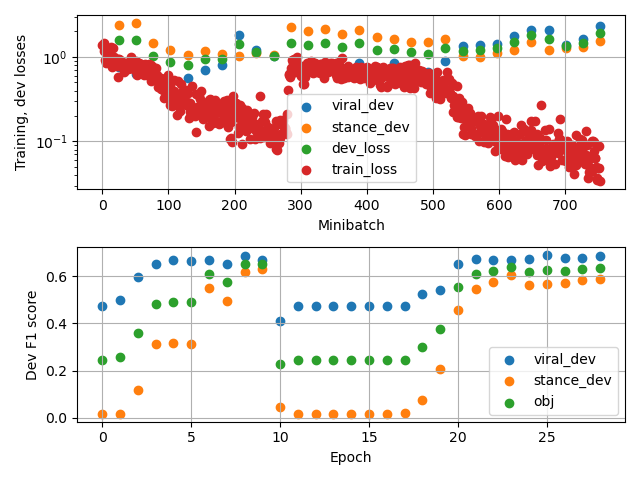 Training, dev losses
10⁰
10⁻¹
viral_dev
stance_dev
dev_loss
train_loss
0 100 200 300 400 500 600 700
Minibatch
Dev F1 score
0.6
0.4
0.2
0.0
viral_dev
stance_dev
obj
0 5 10 15 20 25
Epoch